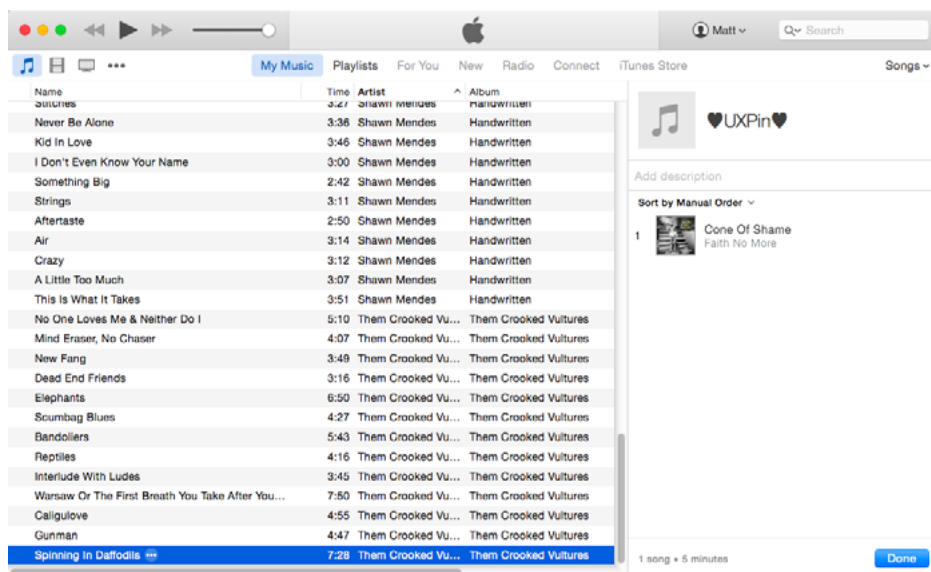 Matt
Search
My Music Playlists For You New Radio Connect iTunes Store Songs
Name Time Artist Album
Stitches 3:27 Shawn Mendes Handwritten
Never Be Alone 3:36 Shawn Mendes Handwritten
Kid In Love 3:46 Shawn Mendes Handwritten
I Don't Even Know Your Name 3:00 Shawn Mendes Handwritten
Something Big 2:42 Shawn Mendes Handwritten
Strings 3:11 Shawn Mendes Handwritten
Aftertaste 2:50 Shawn Mendes Handwritten
Air 3:14 Shawn Mendes Handwritten
Crazy 3:12 Shawn Mendes Handwritten
A Little Too Much 3:07 Shawn Mendes Handwritten
This Is What It Takes 3:51 Shawn Mendes Handwritten
No One Loves Me & Neither Do I 5:10 Them Crooked Vu... Them Crooked Vultures
Mind Eraser, No Chaser 4:07 Them Crooked Vu... Them Crooked Vultures
New Fang 3:49 Them Crooked Vu... Them Crooked Vultures
Dead End Friends 3:16 Them Crooked Vu... Them Crooked Vultures
Elephants 6:50 Them Crooked Vu... Them Crooked Vultures
Scumbag Blues 4:27 Them Crooked Vu... Them Crooked Vultures
Bandoliers 5:43 Them Crooked Vu... Them Crooked Vultures
Reptiles 4:16 Them Crooked Vu... Them Crooked Vultures
Interlude With Ludes 3:45 Them Crooked Vu... Them Crooked Vultures
Warsaw Or The First Breath You Take After You... 7:50 Them Crooked Vu... Them Crooked Vultures
Caligulove 4:55 Them Crooked Vu... Them Crooked Vultures
Gunman 4:47 Them Crooked Vu... Them Crooked Vultures
Spinning In Daffodils 7:28 Them Crooked Vu... Them Crooked Vultures
♥UXPin♥
Add description
Sort by Manual Order
1 Cone Of Shame
Faith No More
1 song • 5 minutes
Done